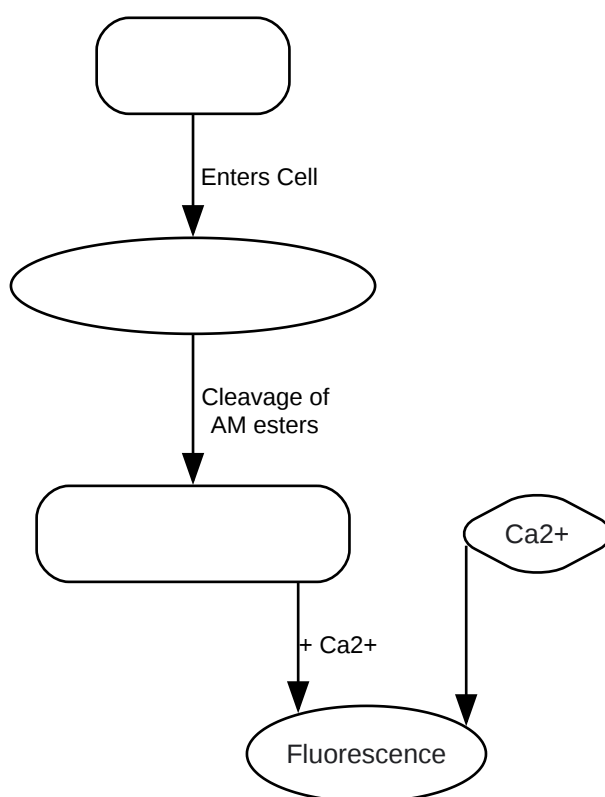 Enters Cell
Cleavage of
AM esters
Ca2+
+ Ca2+
Fluorescence